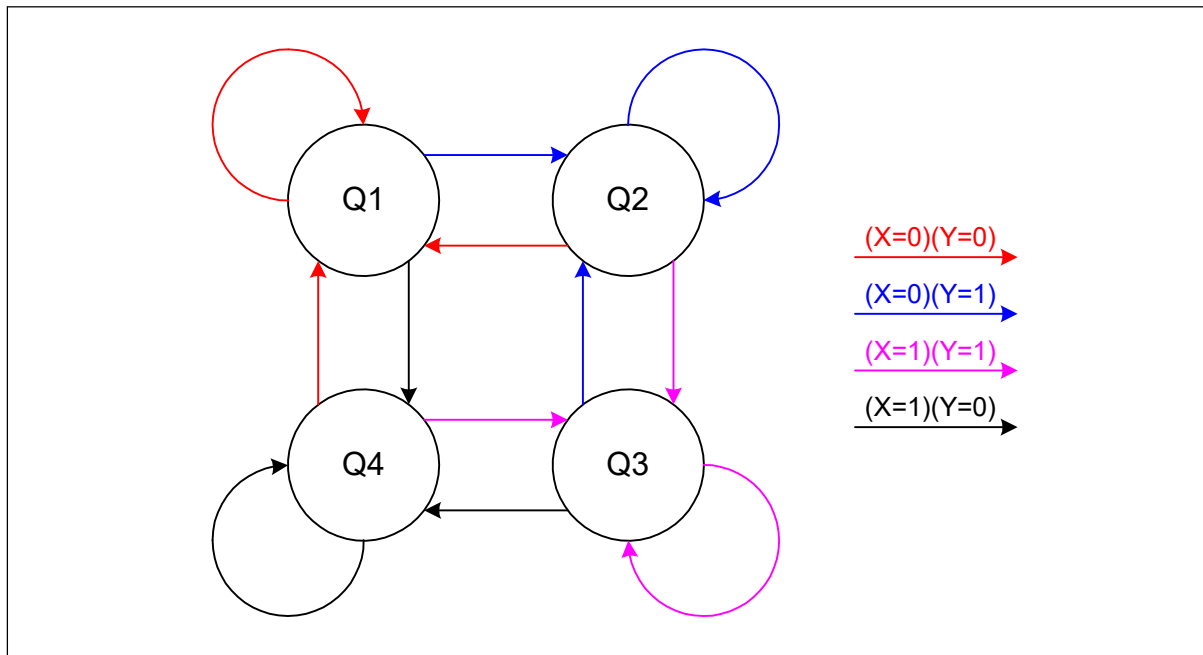 Q1
Q2
(X=0)(Y=0)
(X=0)(Y=1)
(X=1)(Y=1)
(X=1)(Y=0)
Q4
Q3